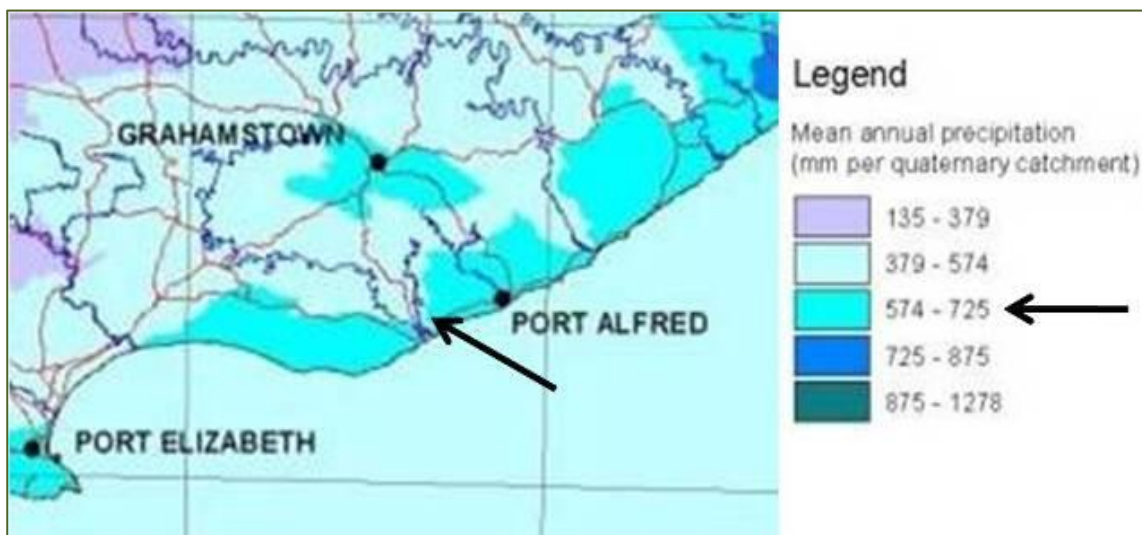 GRAHAMSTOWN
PORT ALFRED
PORT ELIZABETH
Legend
Mean annual precipitation
(mm per quaternary catchment)
135 - 379
379 - 574
574 - 725
725 - 875
875 - 1278